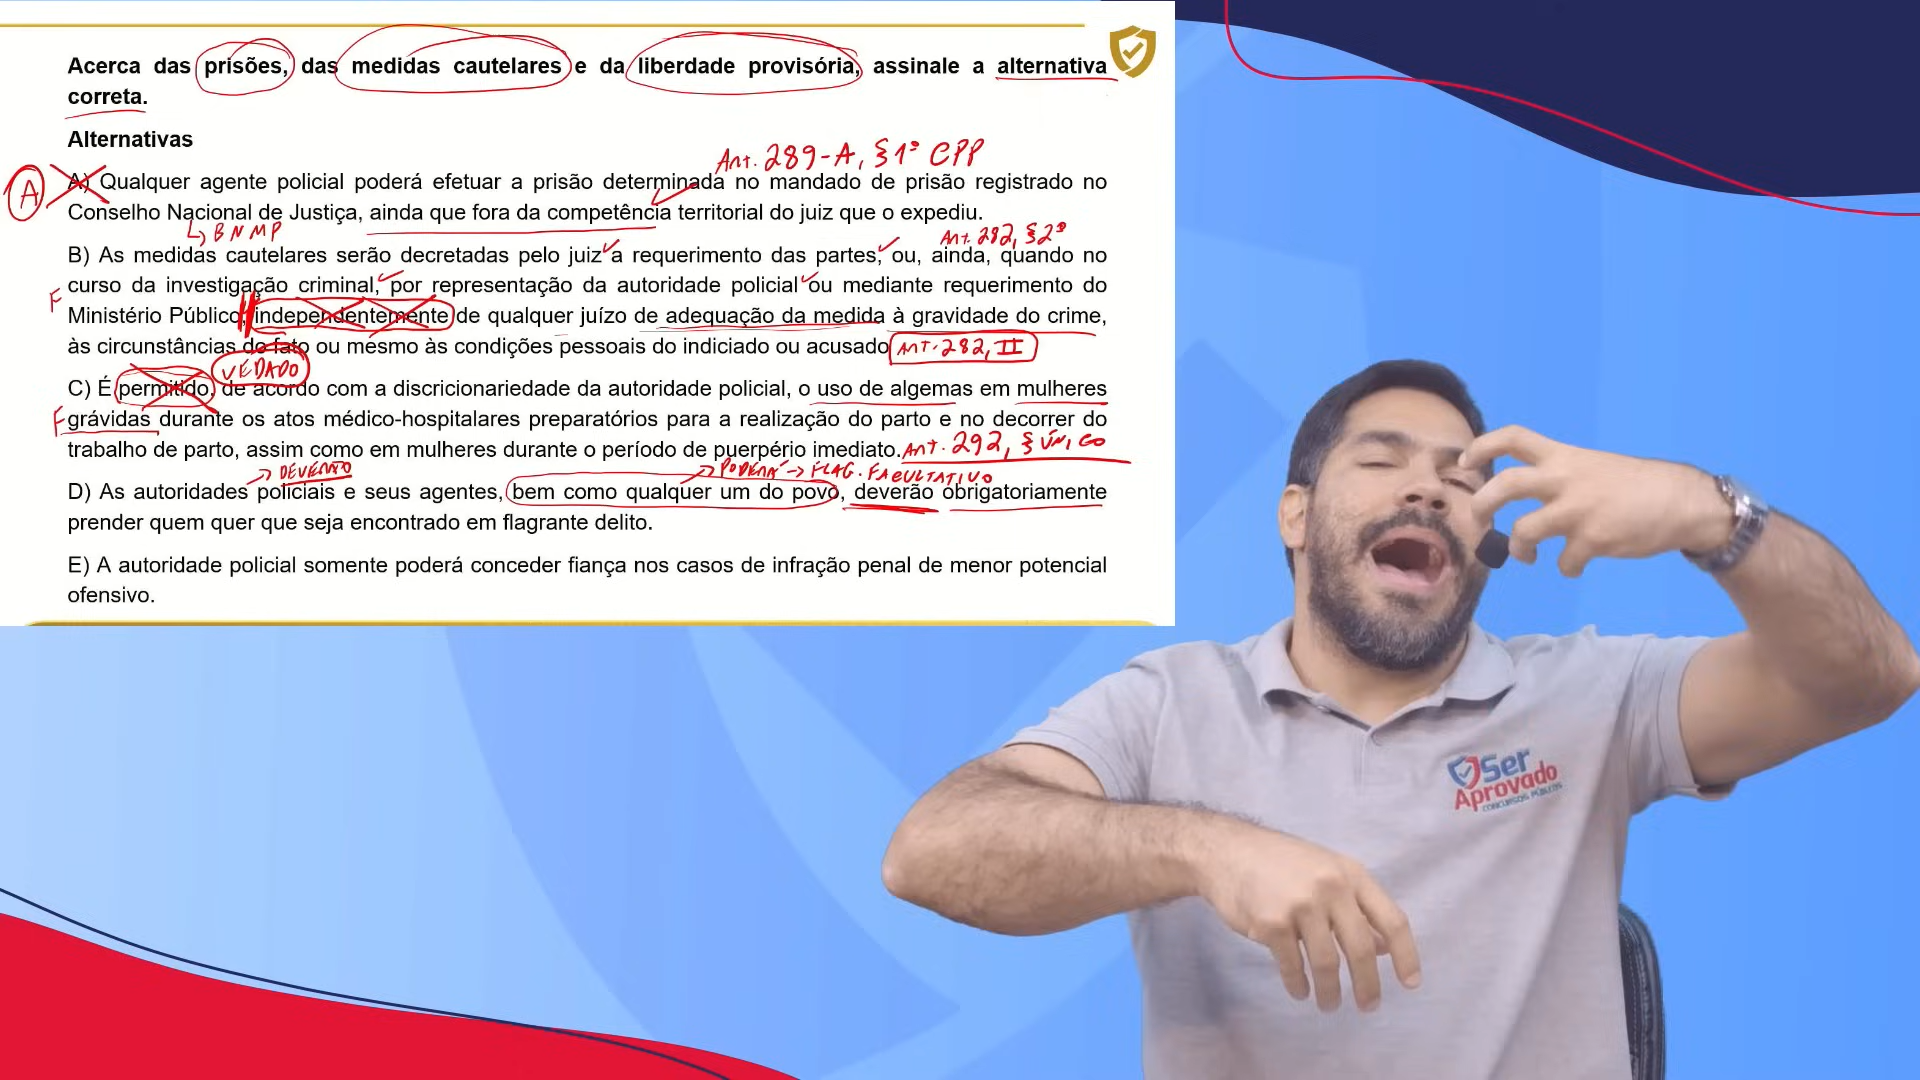 Acerca das prisões, das medidas cautelares e da liberdade provisória, assinale a alternativa
correta.
Alternativas
Art. 289-A, §1º CPP
A
A) Qualquer agente policial poderá efetuar a prisão determinada no mandado de prisão registrado no
Conselho Nacional de Justiça, ainda que fora da competência territorial do juiz que o expediu.
BNMP
Art. 282, §2º
B) As medidas cautelares serão decretadas pelo juiz a requerimento das partes, ou, ainda, quando no
curso da investigação criminal, por representação da autoridade policial ou mediante requerimento do
F
Ministério Público, independentemente de qualquer juízo de adequação da medida à gravidade do crime,
às circunstâncias do fato ou mesmo às condições pessoais do indiciado ou acusado
ART. 282, II
VEDADO
C) É permitido, de acordo com a discricionariedade da autoridade policial, o uso de algemas em mulheres
F
grávidas durante os atos médico-hospitalares preparatórios para a realização do parto e no decorrer do
trabalho de parto, assim como em mulheres durante o período de puerpério imediato.
ART. 292, § ÚNICO
DEVERÃO
PODERÁ → FLAG. FACULTATIVO
D) As autoridades policiais e seus agentes, bem como qualquer um do povo, deverão obrigatoriamente
prender quem quer que seja encontrado em flagrante delito.
E) A autoridade policial somente poderá conceder fiança nos casos de infração penal de menor potencial
ofensivo.
Ser
Aprovado
CONCURSOS PÚBLICOS